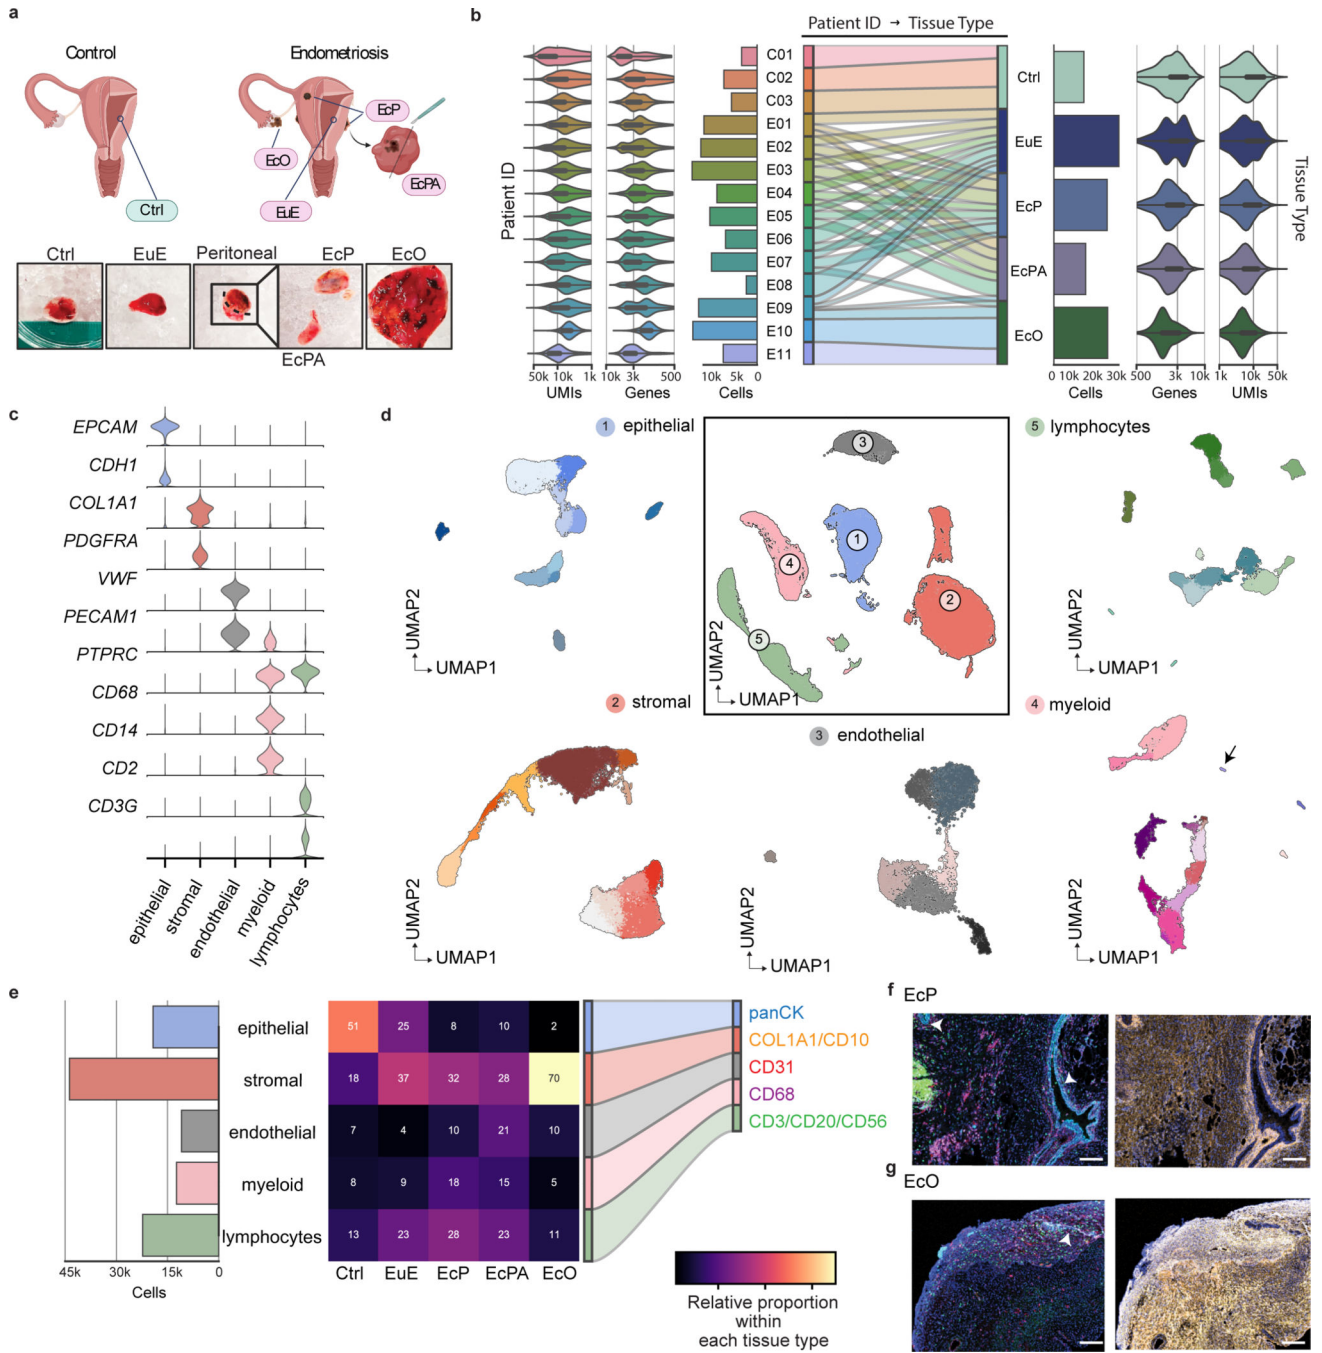 a
Control
Endometriosis
EcP
EcO
EcPA
Ctrl
EuE
Ctrl
EuE
Peritoneal
EcP
EcO
EcPA
b
Patient ID → Tissue Type
Patient ID
C01
C02
C03
E01
E02
E03
E04
E05
E06
E07
E08
E09
E10
E11
50k 10k 1k
UMIs
10k 3k 500
Genes
10k 5k 0
Cells
Ctrl
EuE
EcP
EcPA
EcO
0 10k 20k 30k
Cells
500 3k 10k
Genes
1k 10k 50k
UMIs
Tissue Type
c
EPCAM
CDH1
COL1A1
PDGFRA
VWF
PECAM1
PTPRC
CD68
CD14
CD2
CD3G
epithelial
stromal
endothelial
myeloid
lymphocytes
d
1 epithelial
UMAP2
UMAP1
3
1
4
2
5
UMAP2
UMAP1
5 lymphocytes
UMAP2
UMAP1
2 stromal
UMAP2
UMAP1
3 endothelial
UMAP2
UMAP1
4 myeloid
UMAP2
UMAP1
e
epithelial
stromal
endothelial
myeloid
lymphocytes
45k 30k 15k 0
Cells
51 25 8 10 2
18 37 32 28 70
7 4 10 21 10
8 9 18 15 5
13 23 28 23 11
Ctrl EuE EcP EcPA EcO
panCK
COL1A1/CD10
CD31
CD68
CD3/CD20/CD56
Relative proportion
within
each tissue type
f
EcP
g
EcO